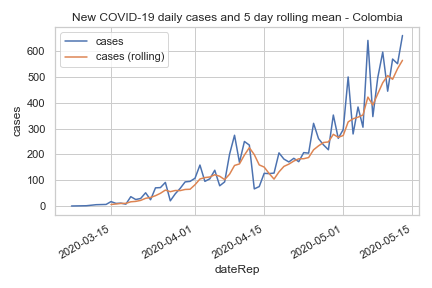 New COVID-19 daily cases and 5 day rolling mean - Colombia
cases
cases (rolling)
600
500
400
300
200
100
0
cases
2020-03-15
2020-04-01
2020-04-15
2020-05-01
2020-05-15
dateRep